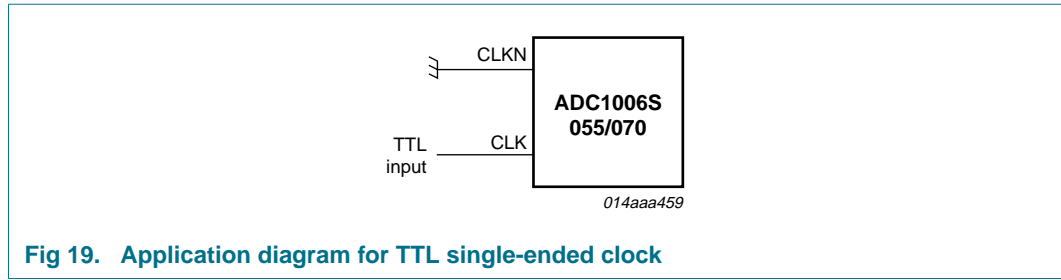 CLKN
ADC1006S
055/070
TTL
input
CLK
014aaa459
Fig 19. Application diagram for TTL single-ended clock